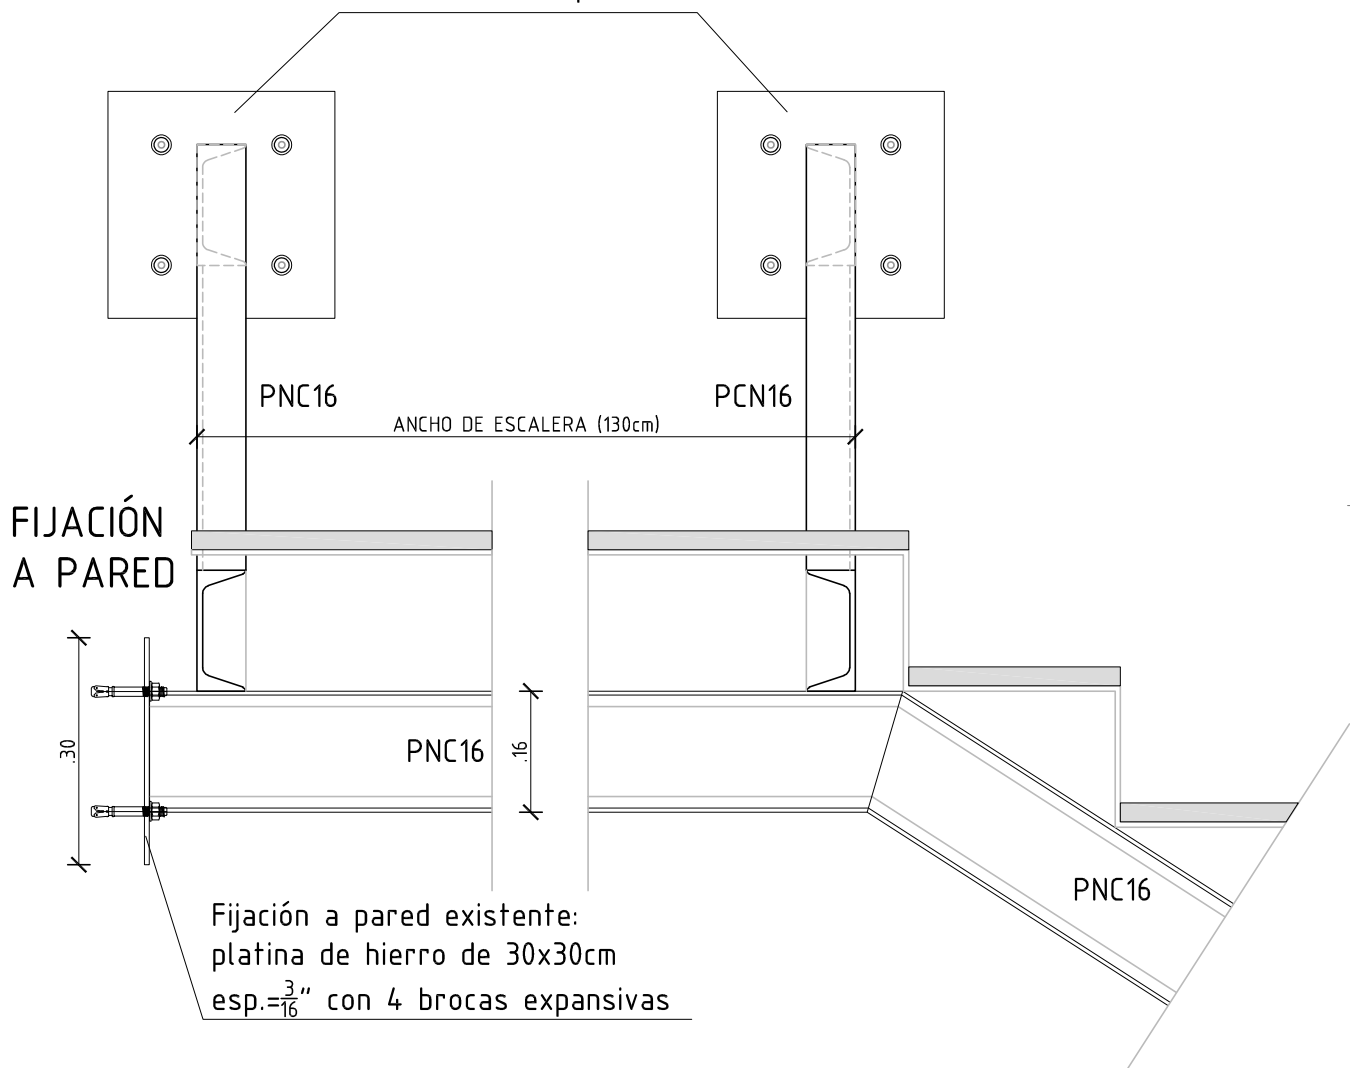 PNC16
PCN16
ANCHO DE ESCALERA (130cm)
FIJACIÓN
A PARED
.30
PNC16
.16
PNC16
Fijación a pared existente:
platina de hierro de 30x30cm
esp.=3/16" con 4 brocas expansivas